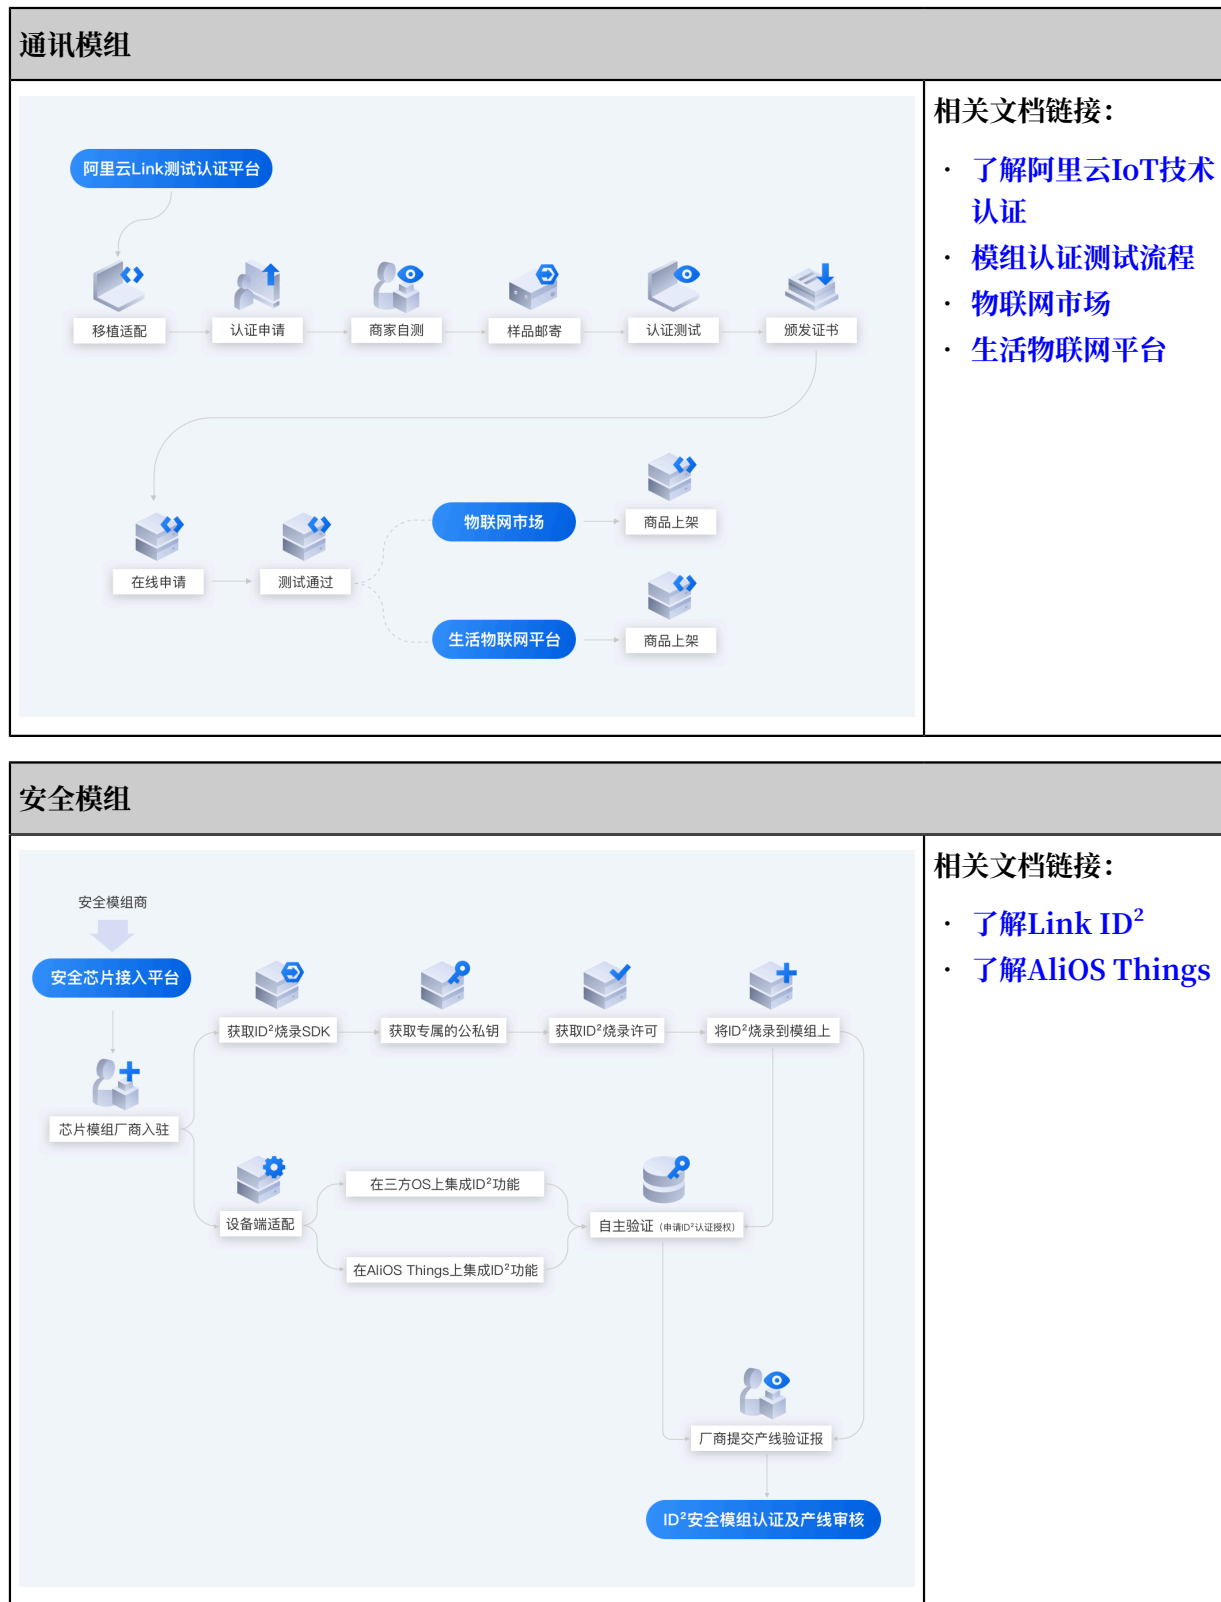 通讯模组
阿里云Link测试认证平台
移植适配
认证申请
商家自测
样品邮寄
认证测试
颁发证书
在线申请
测试通过
物联网市场
商品上架
生活物联网平台
商品上架
相关文档链接：
· 了解阿里云IoT技术
认证
· 模组认证测试流程
· 物联网市场
· 生活物联网平台
安全模组
安全模组商
安全芯片接入平台
芯片模组厂商入驻
获取ID²烧录SDK
获取专属的公私钥
获取ID²烧录许可
将ID²烧录到模组上
设备端适配
在三方OS上集成ID²功能
在AliOS Things上集成ID²功能
自主验证（申请ID²认证授权）
厂商提交产线验证报
ID²安全模组认证及产线审核
相关文档链接：
· 了解Link ID²
· 了解AliOS Things